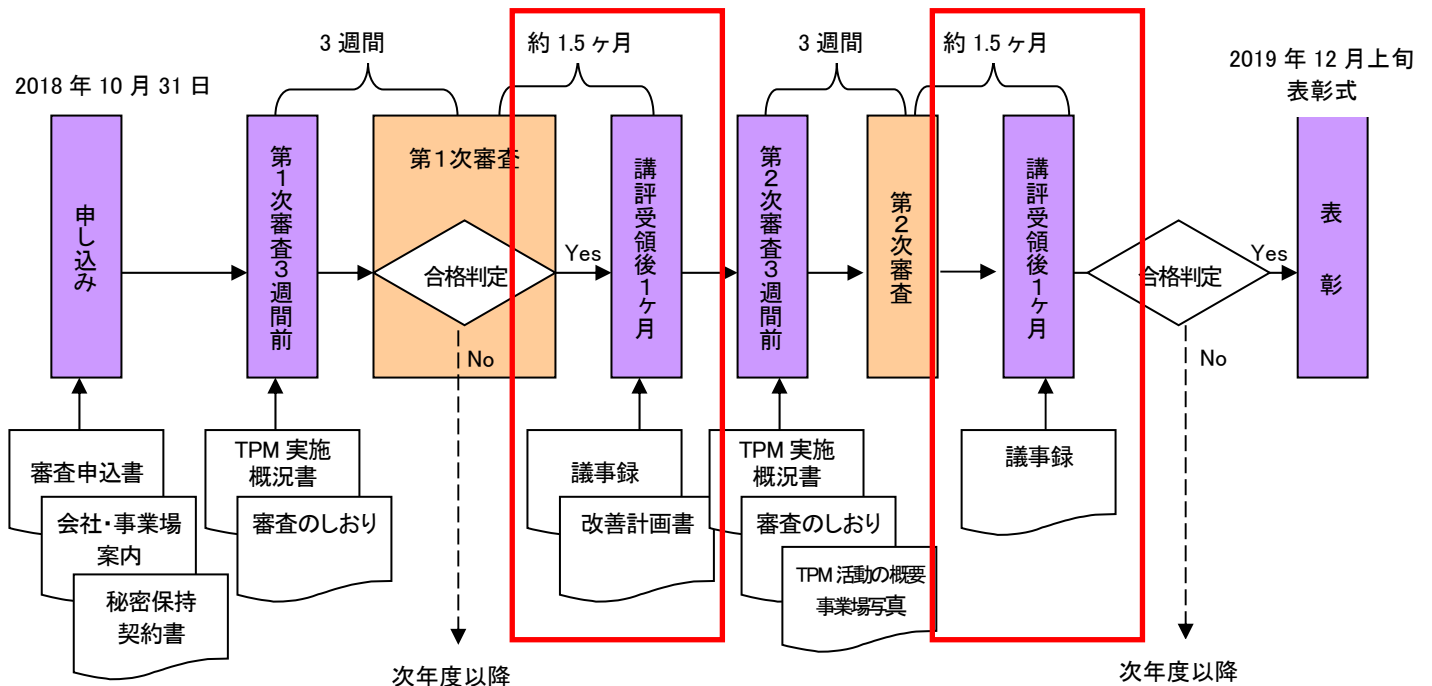 2018 年 10 月 31 日
3 週間
約 1.5 ヶ月
3 週間
約 1.5 ヶ月
2019 年 12 月上旬
表彰式
申し込み
第1次審査3週間前
第1次審査
合格判定
Yes
No
講評受領後1ヶ月
第2次審査3週間前
第2次審査
講評受領後1ヶ月
合格判定
Yes
No
表彰
審査申込書
会社・事業場
案内
秘密保持
契約書
TPM 実施
概況書
審査のしおり
議事録
改善計画書
TPM 実施
概況書
審査のしおり
TPM 活動の概要
事業場写真
議事録
次年度以降
次年度以降